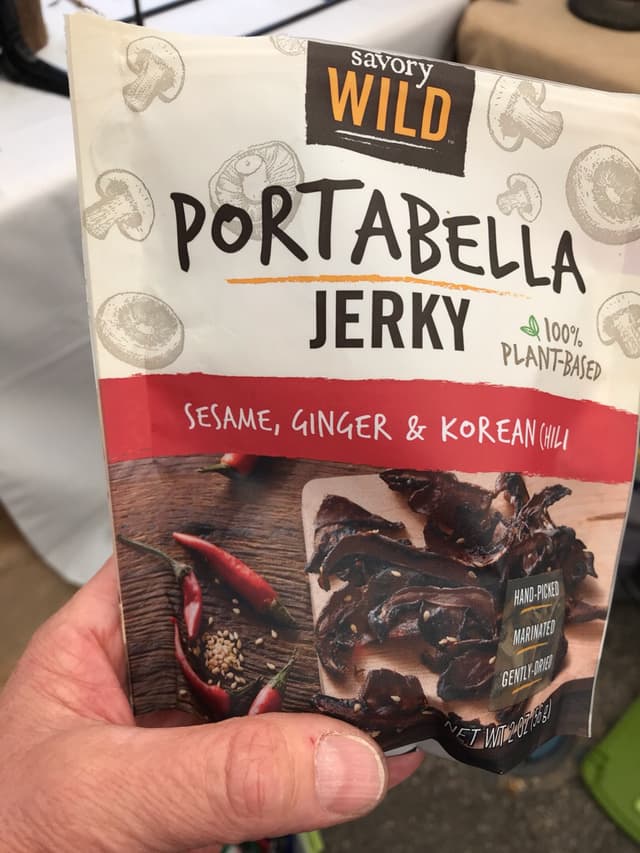 savory
WILD
PORTABELLA
JERKY
100%
PLANT-BASED
SESAME, GINGER & KOREAN CHILI
HAND-PICKED
MARINATED
GENTLY-DRIED
NET WT 2 OZ (56g)